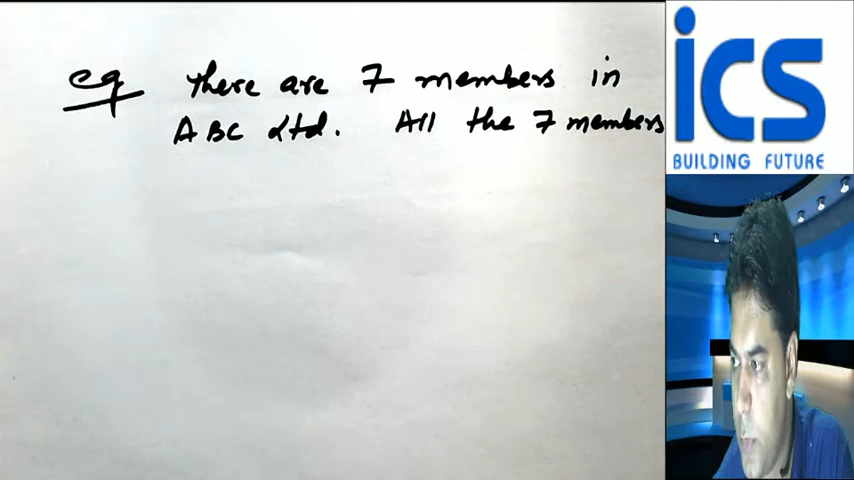 eg there are 7 members in
ABC Ltd. All the 7 members
ics
BUILDING FUTURE